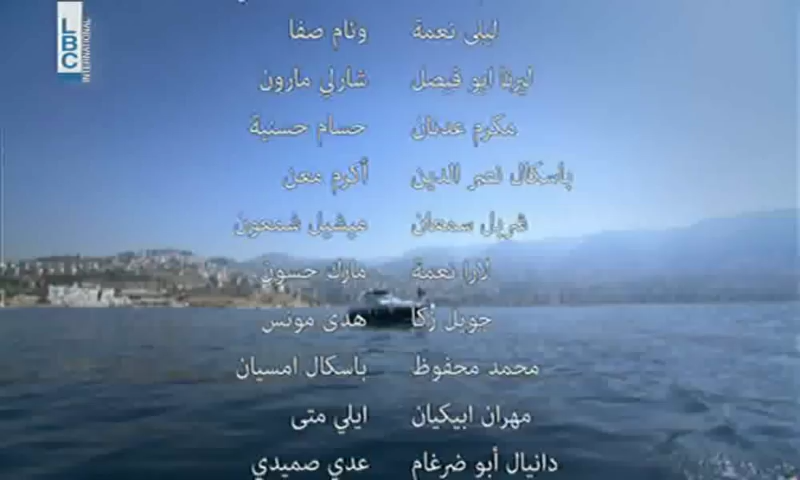 LBC
INTERNATIONAL
ليلى نعمة وئام صفا
ليرنا ابو فيصل شارلي مارون
مكرم عدنان حسام حسنية
باسكال نصر الدين أكرم معن
شربل سمعان ميشيل شمعون
لارا نعمة مارك حسون
جويل زكا هدى مونس
محمد محفوظ باسكال امسيان
مهران ابيكيان ايلي متى
دانيال أبو ضرغام عدي صميدي